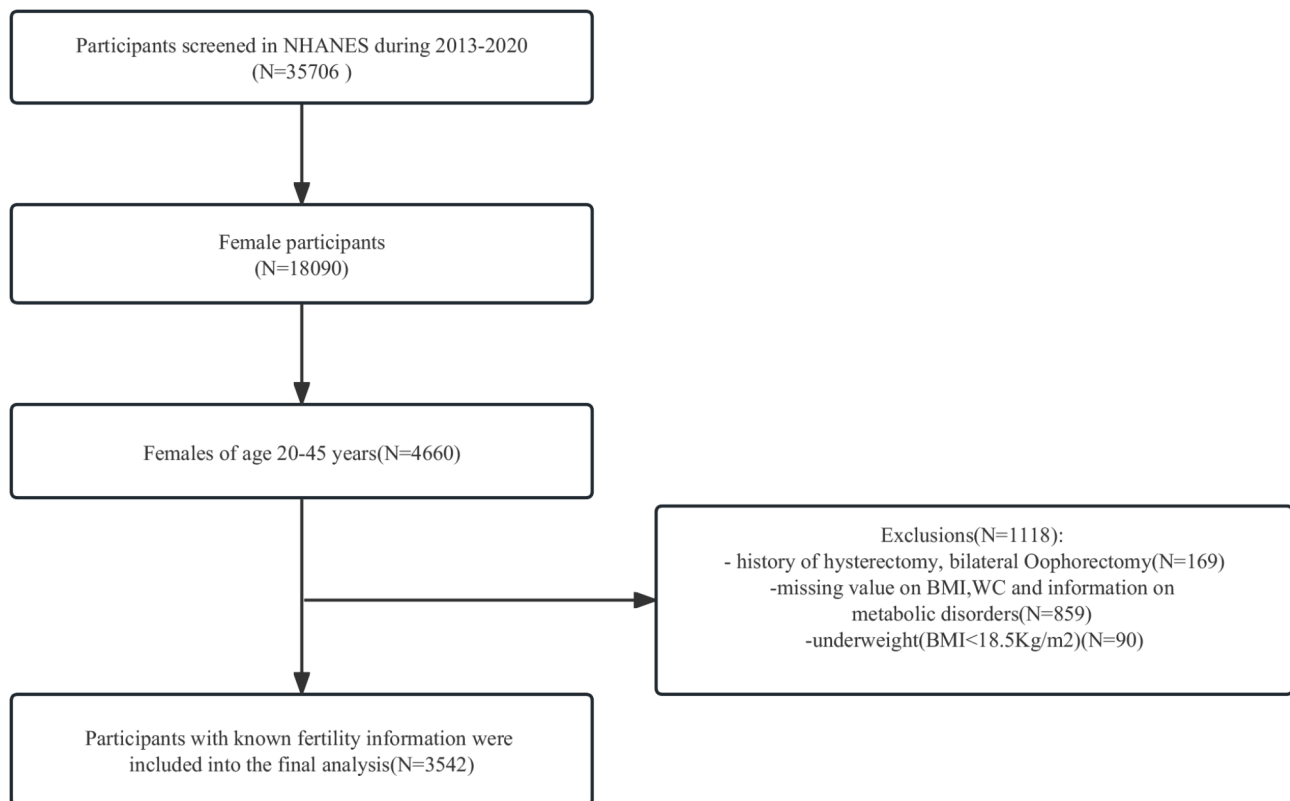 Participants screened in NHANES during 2013-2020
(N=35706 )
Female participants
(N=18090)
Females of age 20-45 years(N=4660)
Exclusions(N=1118):
- history of hysterectomy, bilateral Oophorectomy(N=169)
-missing value on BMI,WC and information on
metabolic disorders(N=859)
-underweight(BMI<18.5Kg/m2)(N=90)
Participants with known fertility information were
included into the final analysis(N=3542)